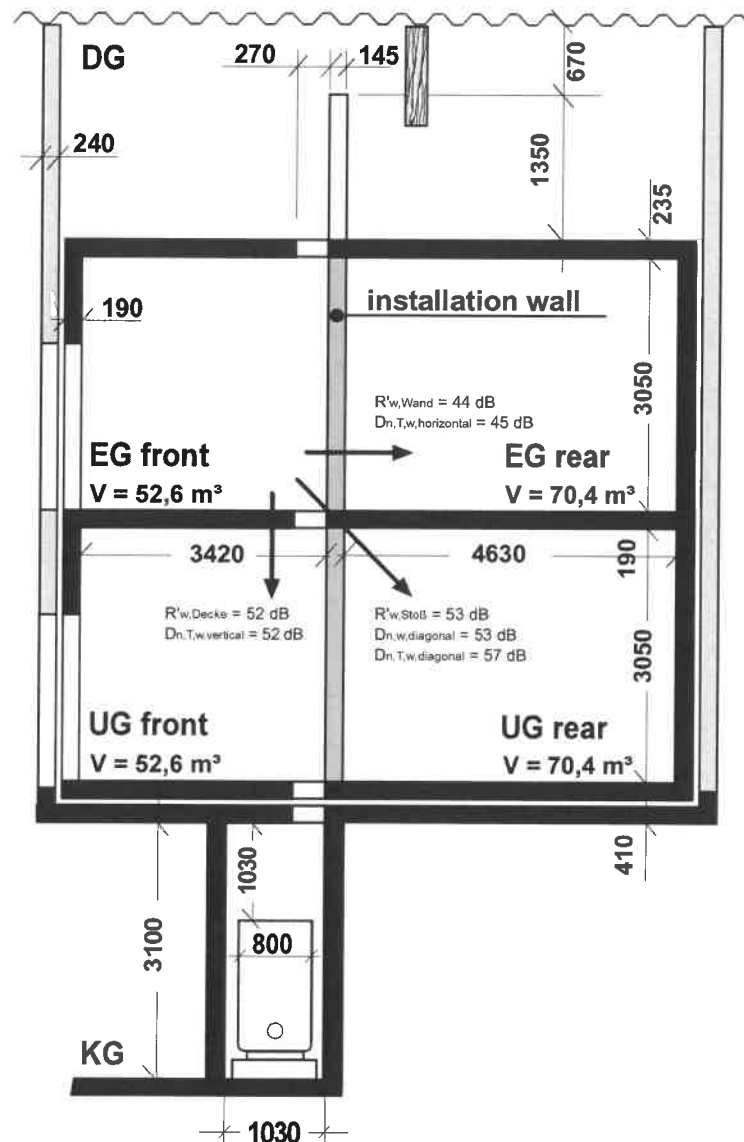 DG
270
145
670
240
1350
235
190
installation wall
R'w,Wand = 44 dB
Dn,T,w,horizontal = 45 dB
3050
EG front
V = 52,6 m³
EG rear
V = 70,4 m³
3420
4630
190
R'w,Decke = 52 dB
Dn,T,w,vertical = 52 dB
R'w,Stoß = 53 dB
Dn,w,diagonal = 53 dB
Dn,T,w,diagonal = 57 dB
3050
UG front
V = 52,6 m³
UG rear
V = 70,4 m³
1030
410
3100
800
KG
1030